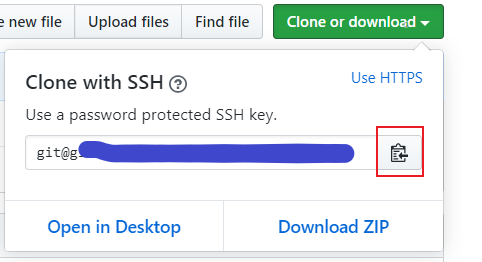 e new file Upload files Find file Clone or download
Clone with SSH ? Use HTTPS
Use a password protected SSH key.
git@g
Open in Desktop Download ZIP